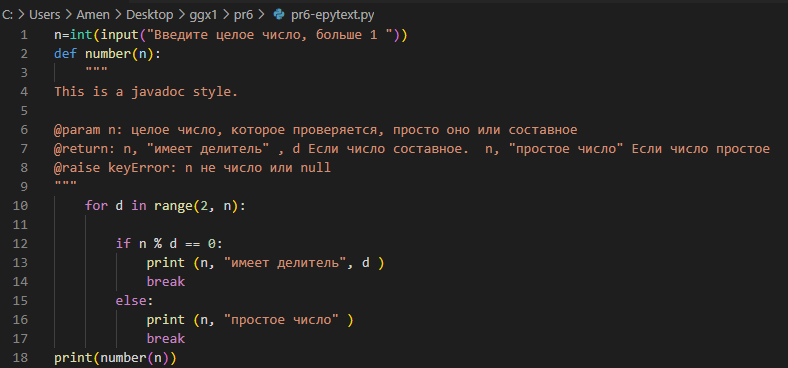 C: > Users > Amen > Desktop > ggx1 > pr6 > pr6-epytext.py
1 n=int(input("Введите целое число, больше 1 "))
2 def number(n):
3     """
4 This is a javadoc style.
5
6 @param n: целое число, которое проверяется, просто оно или составное
7 @return: n, "имеет делитель" , d Если число составное.  n, "простое число" Если число простое
8 @raise keyError: n не число или null
9 """
10     for d in range(2, n):
11
12         if n % d == 0:
13             print (n, "имеет делитель", d )
14             break
15         else:
16             print (n, "простое число" )
17             break
18 print(number(n))